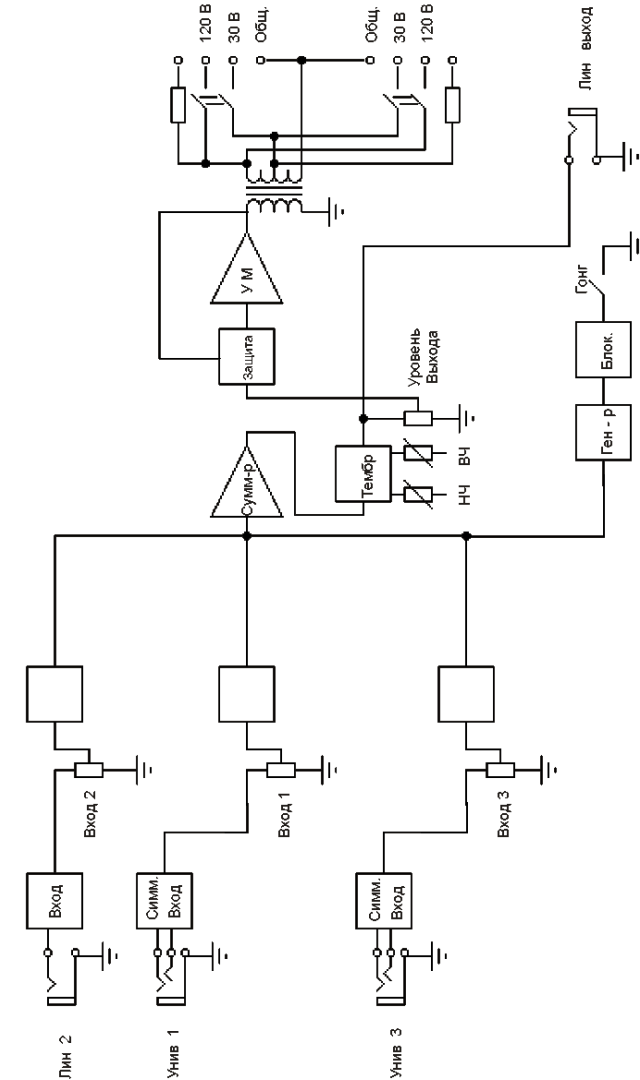 Лин 2
Унив 1
Унив 3
Вход
Симм.
Вход
Симм.
Вход
Вход 2
Вход 1
Вход 3
Сумм-р
Тембр
НЧ
ВЧ
Уровень
Выхода
Защита
У М
Ген - р
Блок.
Гонг
Лин выход
120 В
30 В
Общ.
Общ.
30 В
120 В